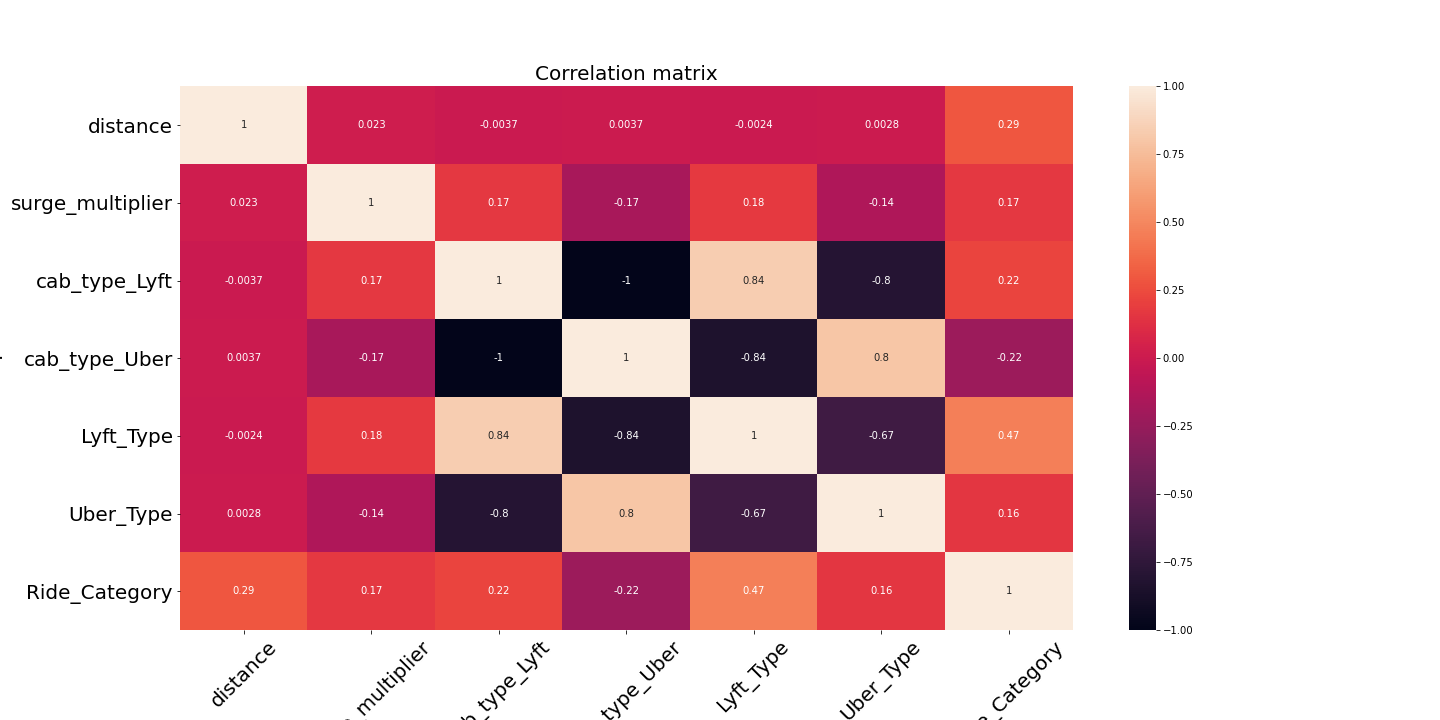 Correlation matrix
distance 1 0.023 -0.0037 0.0037 -0.0024 0.0028 0.29
surge_multiplier 0.023 1 0.17 -0.17 0.18 -0.14 0.17
cab_type_Lyft -0.0037 0.17 1 -1 0.84 -0.8 0.22
cab_type_Uber 0.0037 -0.17 -1 1 -0.84 0.8 -0.22
Lyft_Type -0.0024 0.18 0.84 -0.84 1 -0.67 0.47
Uber_Type 0.0028 -0.14 -0.8 0.8 -0.67 1 0.16
Ride_Category 0.29 0.17 0.22 -0.22 0.47 0.16 1
distance
_multiplier
b_type_Lyft
type_Uber
Lyft_Type
Uber_Type
_Category
1.00
0.75
0.50
0.25
0.00
−0.25
−0.50
−0.75
−1.00